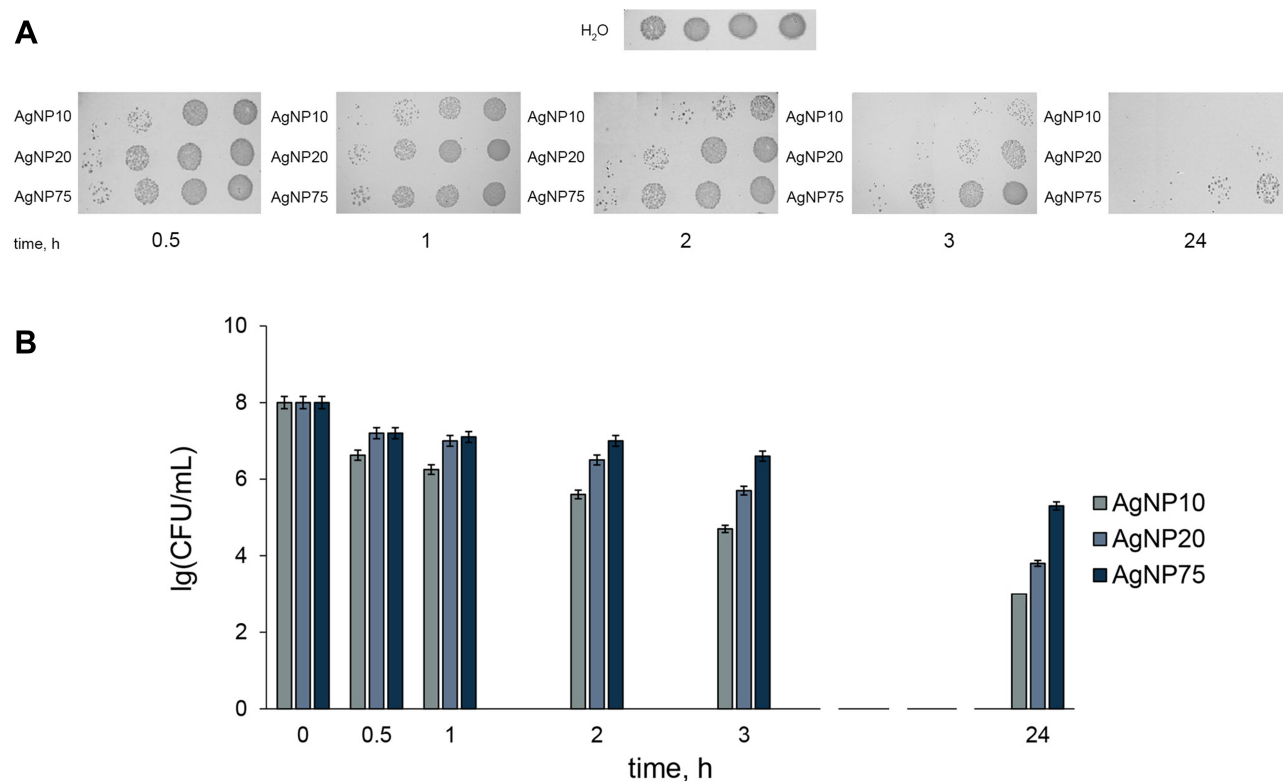 A
H₂O
AgNP10 AgNP10 AgNP10 AgNP10 AgNP10
AgNP20 AgNP20 AgNP20 AgNP20 AgNP20
AgNP75 AgNP75 AgNP75 AgNP75 AgNP75
time, h 0.5 1 2 3 24
B
10
8
6
4
2
0
lg(CFU/mL)
0 0.5 1 2 3 24
time, h
AgNP10
AgNP20
AgNP75